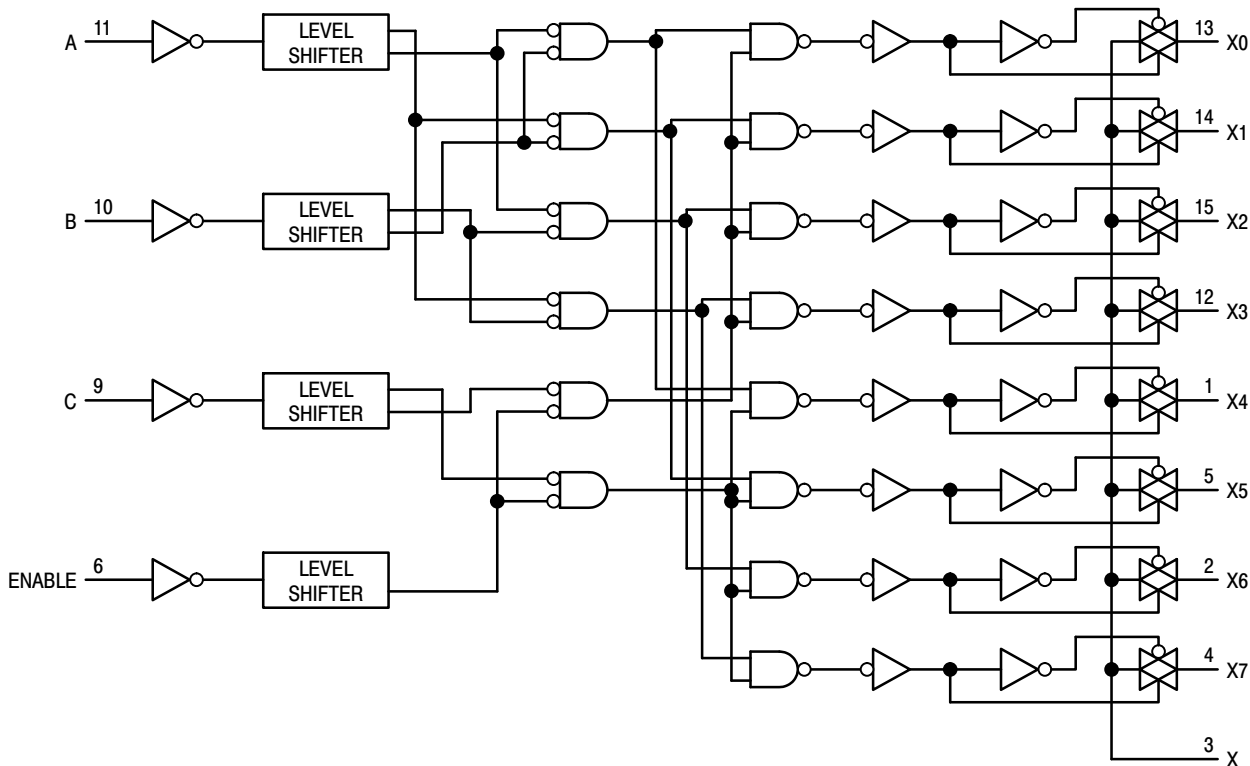 A 11 LEVEL SHIFTER 13 X0
14 X1
B 10 LEVEL SHIFTER 15 X2
12 X3
C 9 LEVEL SHIFTER 1 X4
5 X5
ENABLE 6 LEVEL SHIFTER 2 X6
4 X7
3 X